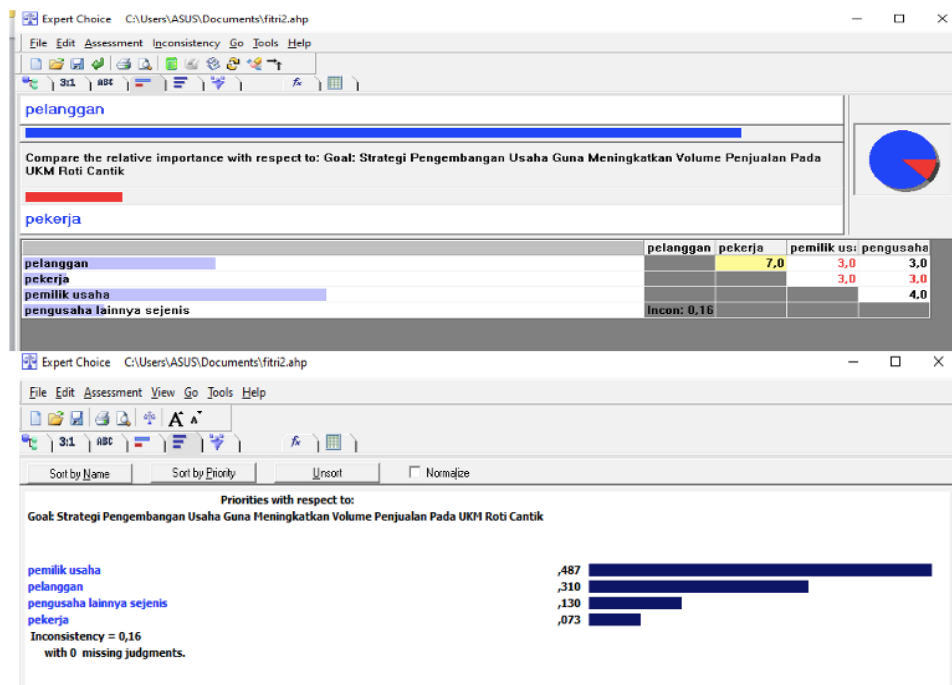 Expert Choice C:\Users\ASUS\Documents\fitri2.ahp
File Edit Assessment Inconsistency Go Tools Help
3:1 ABC fx
pelanggan
Compare the relative importance with respect to: Goal: Strategi Pengembangan Usaha Guna Meningkatkan Volume Penjualan Pada
UKM Roti Cantik
pekerja
pelanggan pekerja pemilik us: pengusaha
pelanggan 7,0 3,0 3,0
pekerja 3,0 3,0
pemilik usaha 4,0
pengusaha lainnya sejenis Incon: 0,16
Expert Choice C:\Users\ASUS\Documents\fitri2.ahp
File Edit Assessment View Go Tools Help
A A
3:1 ABC fx
Sort by Name Sort by Priority Unsort Normalize
Priorities with respect to:
Goal: Strategi Pengembangan Usaha Guna Meningkatkan Volume Penjualan Pada UKM Roti Cantik
pemilik usaha ,487
pelanggan ,310
pengusaha lainnya sejenis ,130
pekerja ,073
Inconsistency = 0,16
with 0 missing judgments.